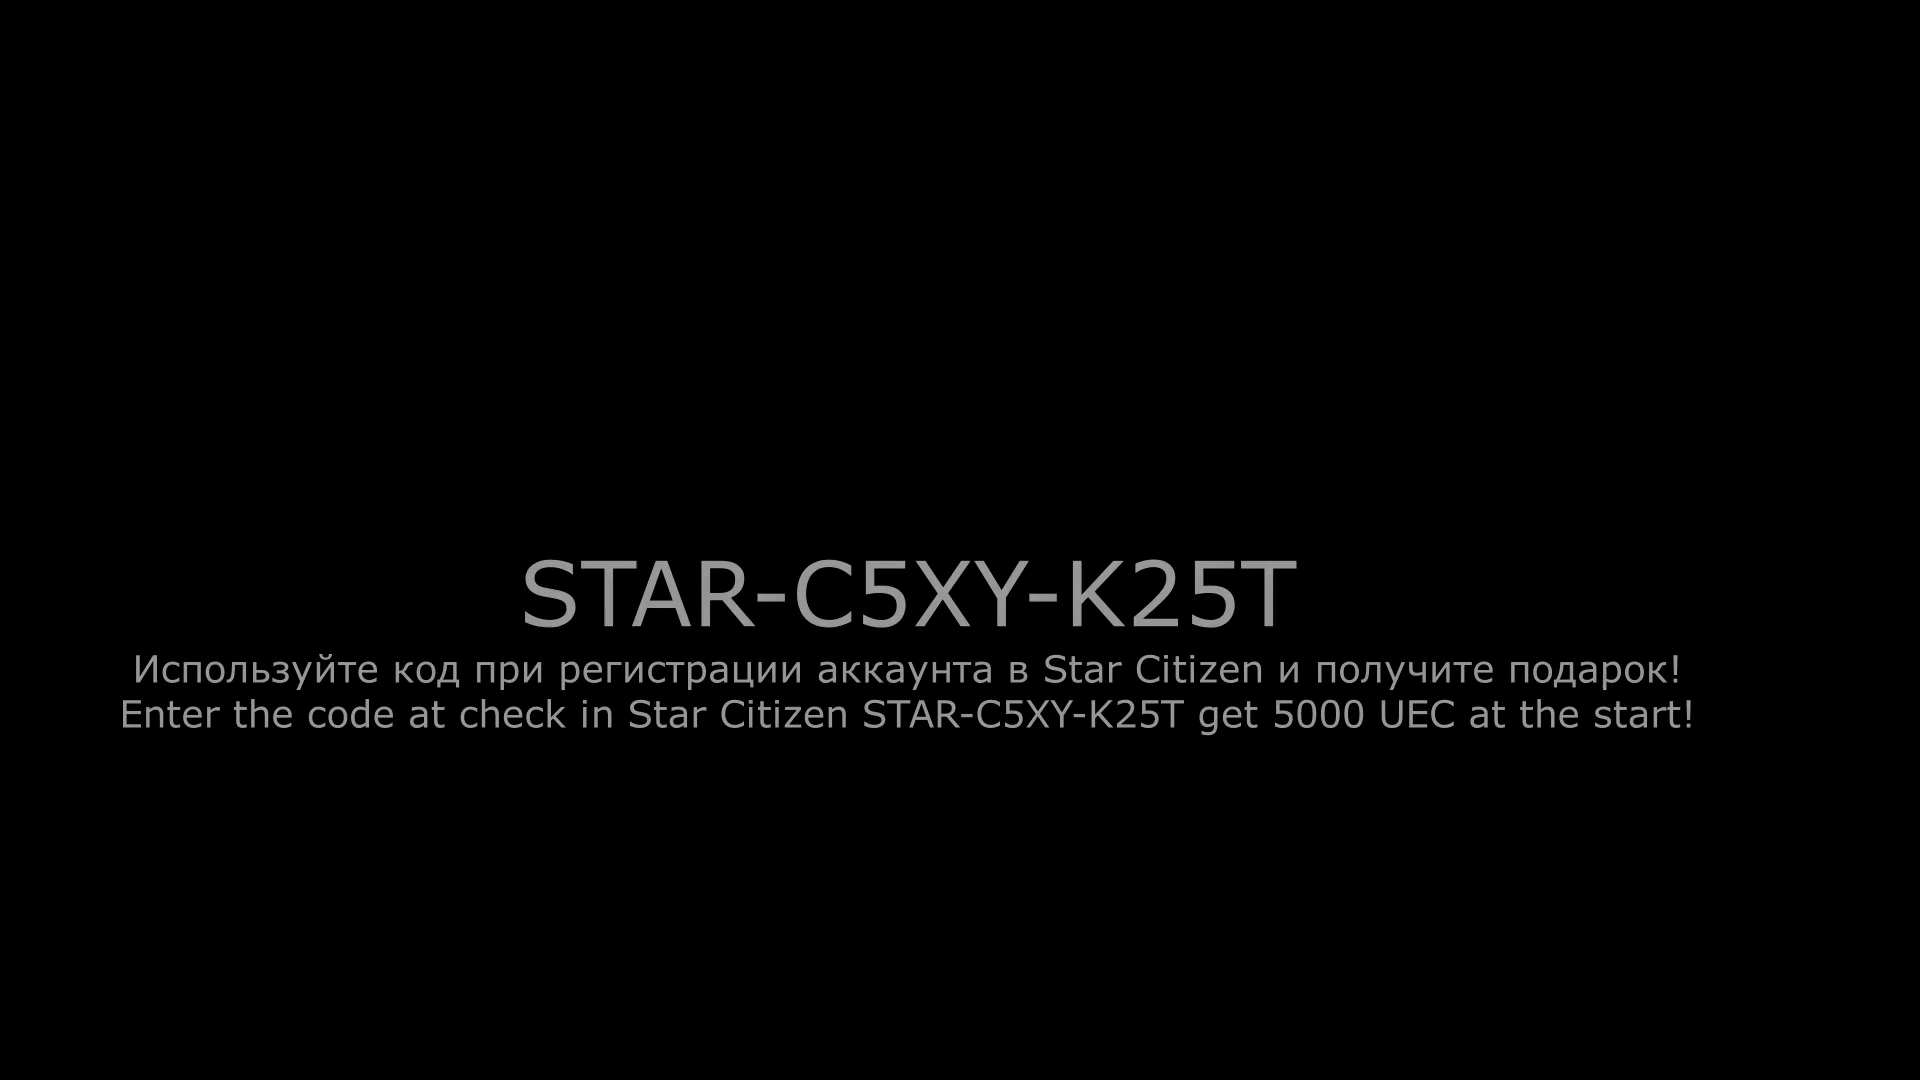 STAR-C5XY-K25T
Используйте код при регистрации аккаунта в Star Citizen и получите подарок!
Enter the code at check in Star Citizen STAR-C5XY-K25T get 5000 UEC at the start!